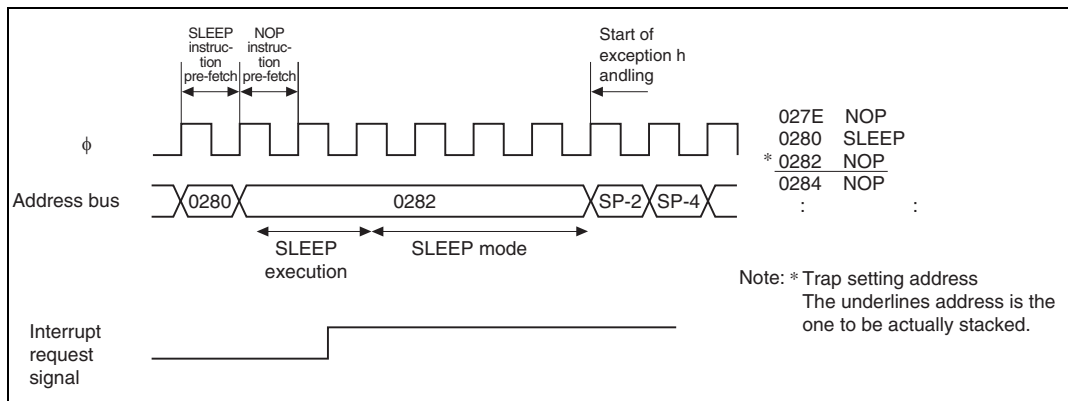 SLEEP
instruc-
tion
pre-fetch
NOP
instruc-
tion
pre-fetch
Start of
exception h
andling
φ
027E NOP
0280 SLEEP
* 0282 NOP
0284 NOP
: :
Address bus
0280
0282
SP-2
SP-4
SLEEP
execution
SLEEP mode
Note: * Trap setting address
The underlines address is the
one to be actually stacked.
Interrupt
request
signal